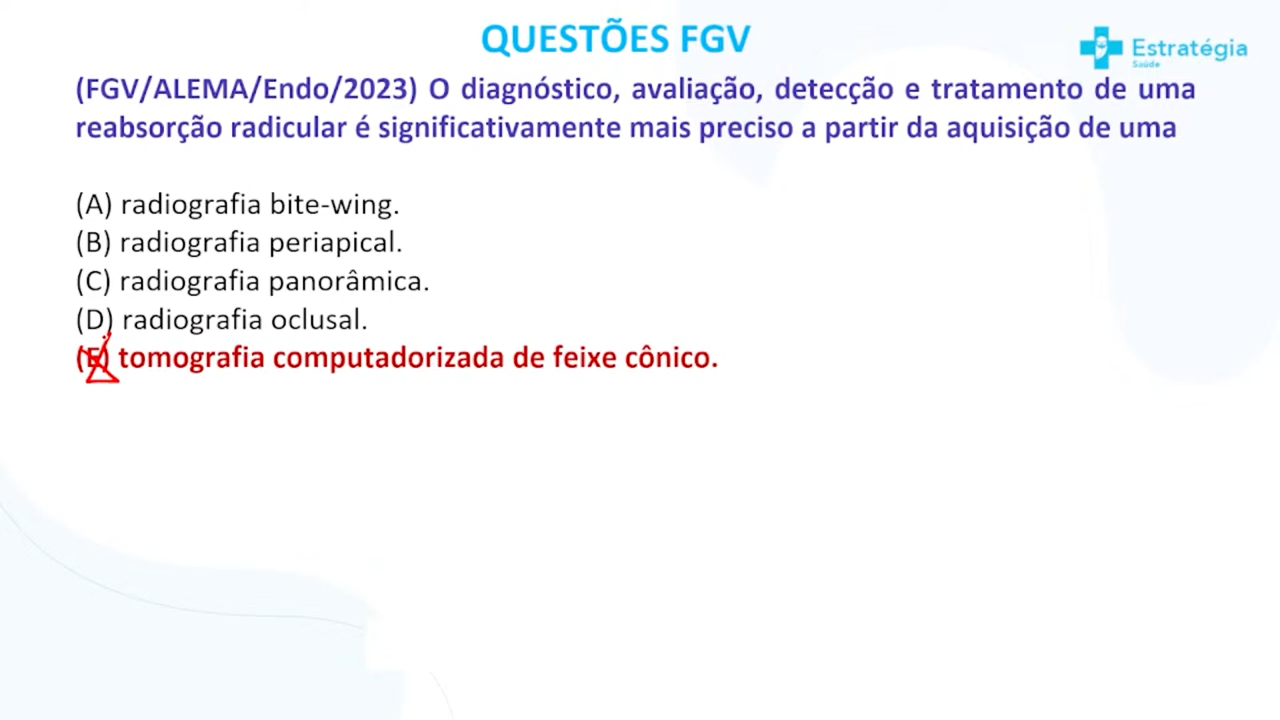 QUESTÕES FGV
Estratégia
Saúde
(FGV/ALEMA/Endo/2023) O diagnóstico, avaliação, detecção e tratamento de uma
reabsorção radicular é significativamente mais preciso a partir da aquisição de uma
(A) radiografia bite-wing.
(B) radiografia periapical.
(C) radiografia panorâmica.
(D) radiografia oclusal.
(E) tomografia computadorizada de feixe cônico.